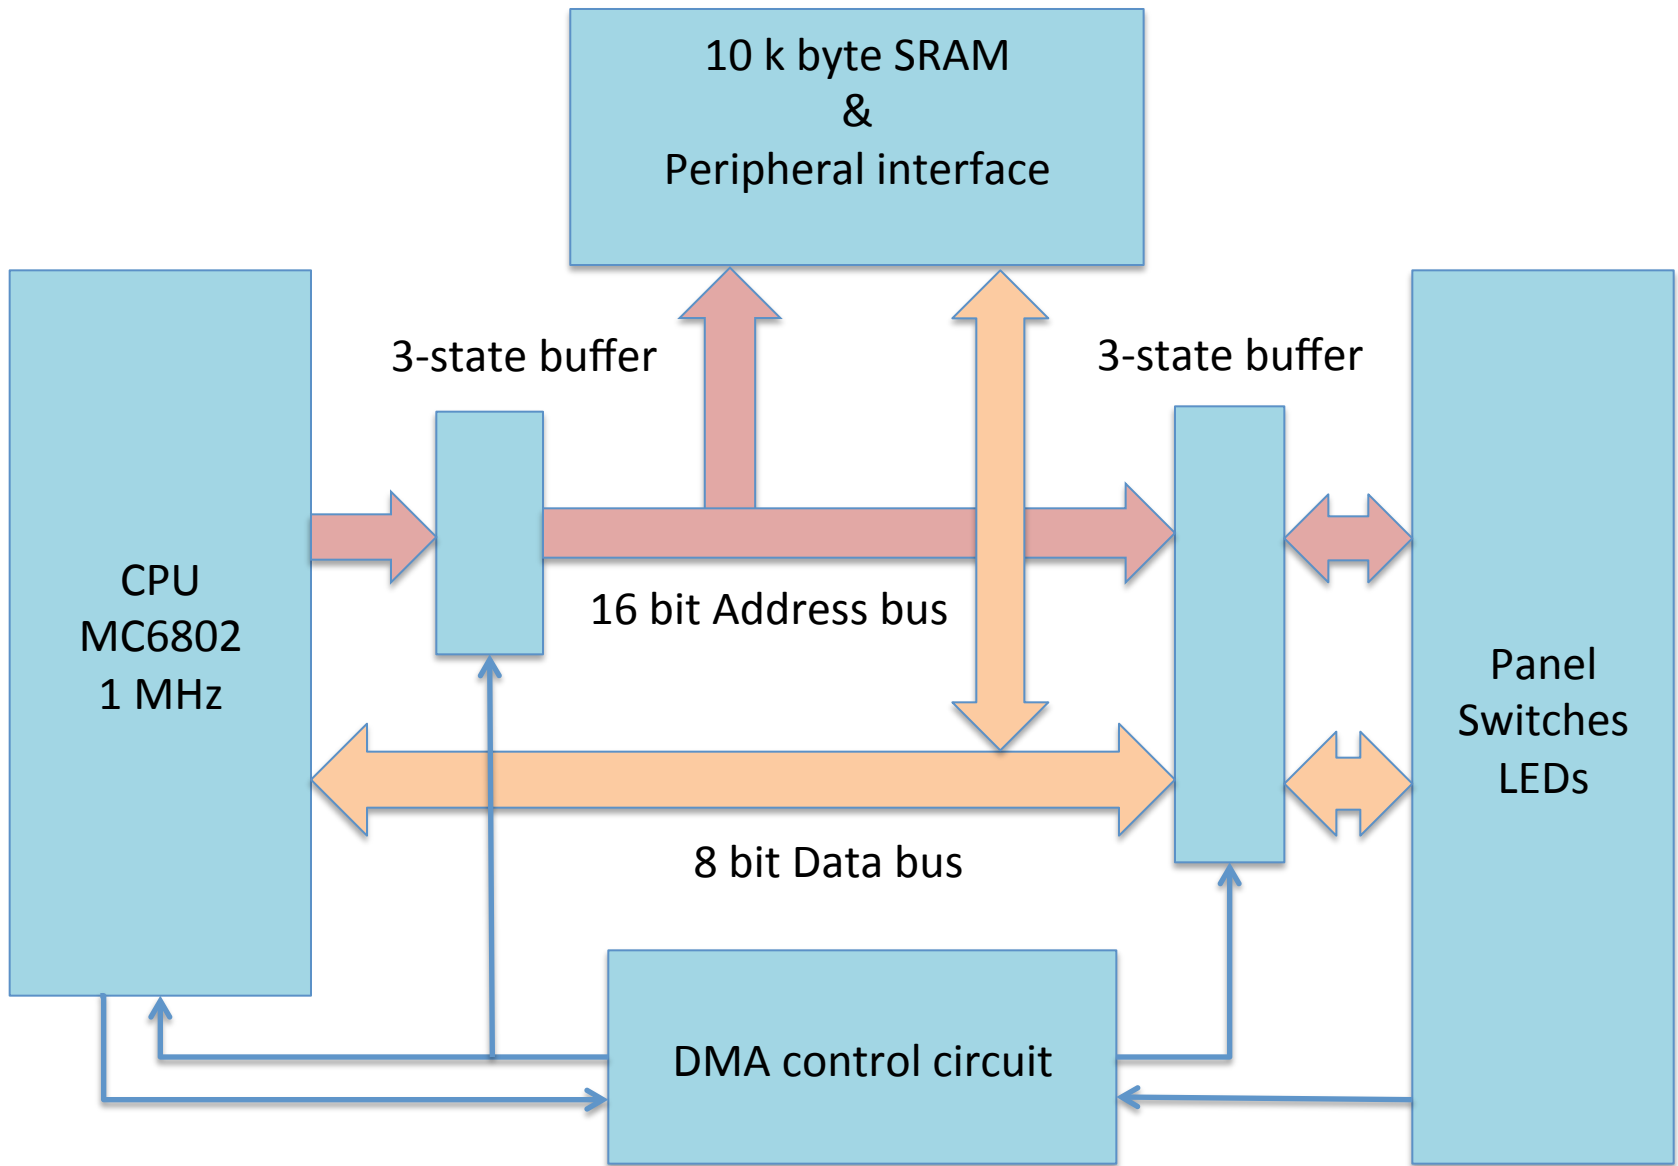 10 k byte SRAM
&
Peripheral interface
3-state buffer
3-state buffer
CPU
MC6802
1 MHz
16 bit Address bus
Panel
Switches
LEDs
8 bit Data bus
DMA control circuit